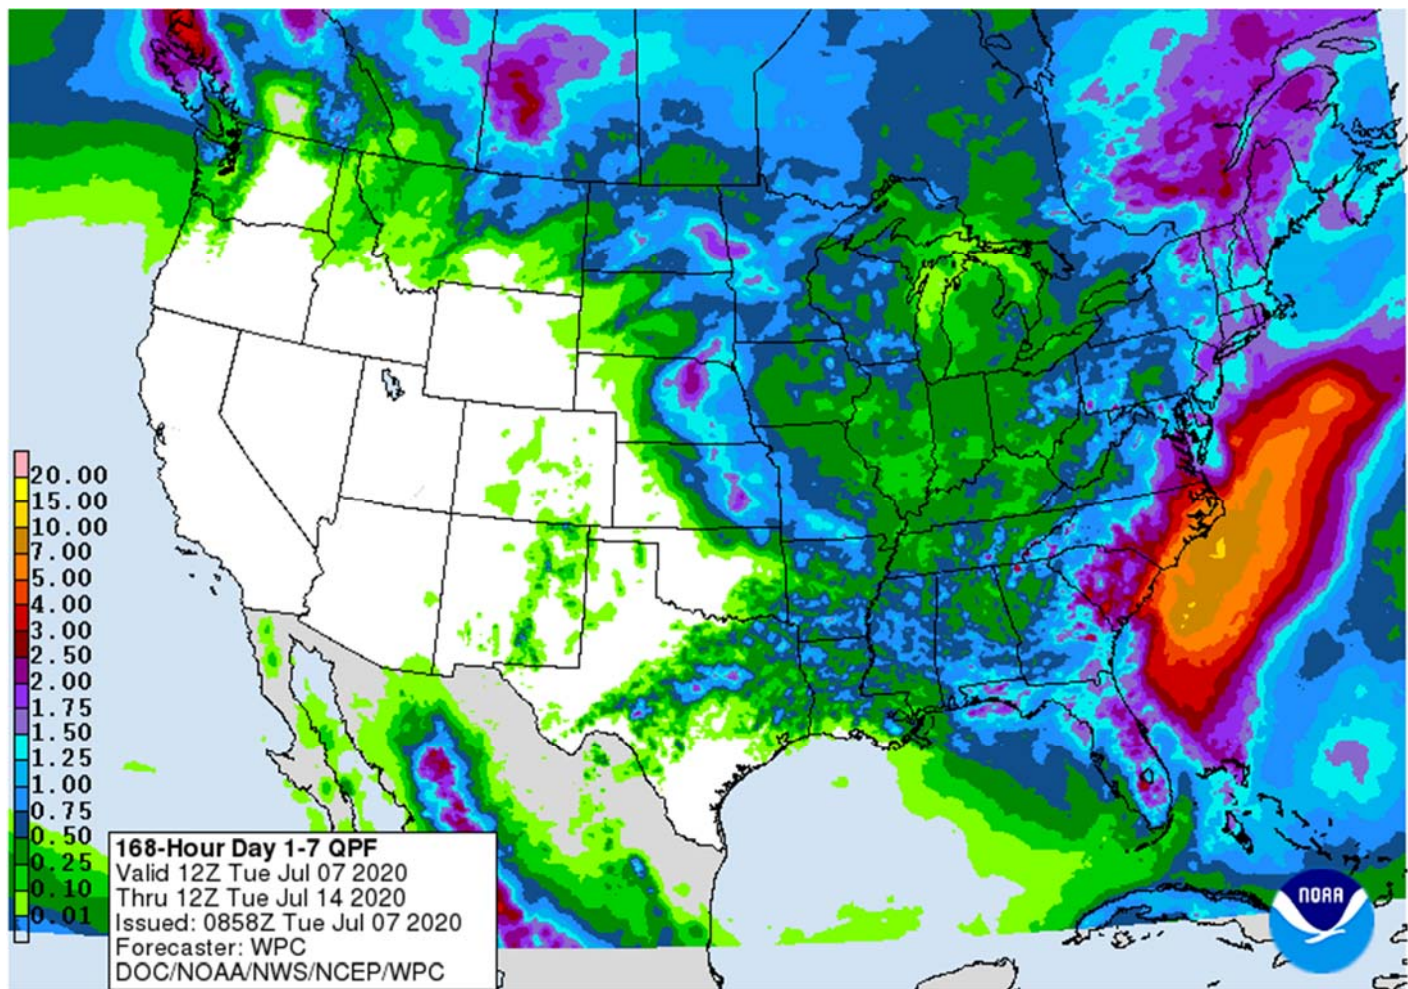 20.00
15.00
10.00
7.00
5.00
4.00
3.00
2.50
2.00
1.75
1.50
1.25
1.00
0.75
0.50
0.25
0.10
0.01
168-Hour Day 1-7 QPF
Valid 12Z Tue Jul 07 2020
Thru 12Z Tue Jul 14 2020
Issued: 0858Z Tue Jul 07 2020
Forecaster: WPC
DOC/NOAA/NWS/NCEP/WPC
NOAA